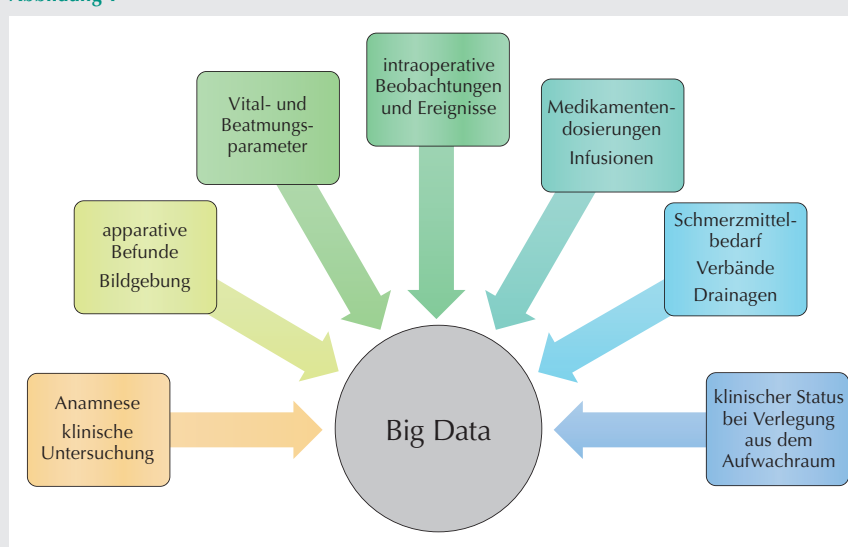 Anamnese
klinische
Untersuchung
apparative
Befunde
Bildgebung
Vital- und
Beatmungs-
parameter
intraoperative
Beobachtungen
und Ereignisse
Medikamenten-
dosierungen
Infusionen
Schmerzmittel-
bedarf
Verbände
Drainagen
klinischer Status
bei Verlegung
aus dem
Aufwachraum
Big Data